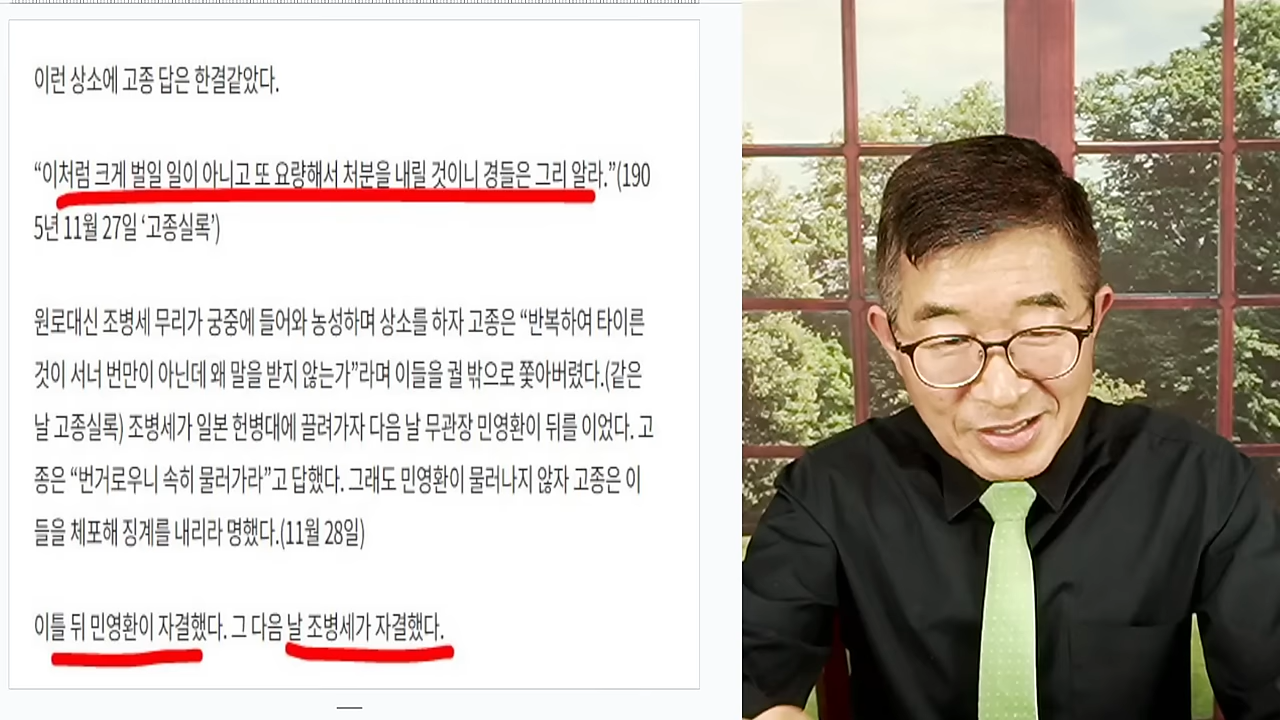 이런 상소에 고종 답은 한결같았다.
“이처럼 크게 벌일 일이 아니고 또 요량해서 처분을 내릴 것이니 경들은 그리 알라.”(190
5년 11월 27일 ‘고종실록’)
원로대신 조병세 무리가 궁중에 들어와 농성하며 상소를 하자 고종은 “반복하여 타이른
것이 서너 번만이 아닌데 왜 말을 받지 않는가”라며 이들을 궐 밖으로 쫓아버렸다.(같은
날 고종실록) 조병세가 일본 헌병대에 끌려가자 다음 날 무관장 민영환이 뒤를 이었다. 고
종은 “번거로우니 속히 물러가라”고 답했다. 그래도 민영환이 물러나지 않자 고종은 이
들을 체포해 징계를 내리라 명했다.(11월 28일)
이틀 뒤 민영환이 자결했다. 그 다음 날 조병세가 자결했다.